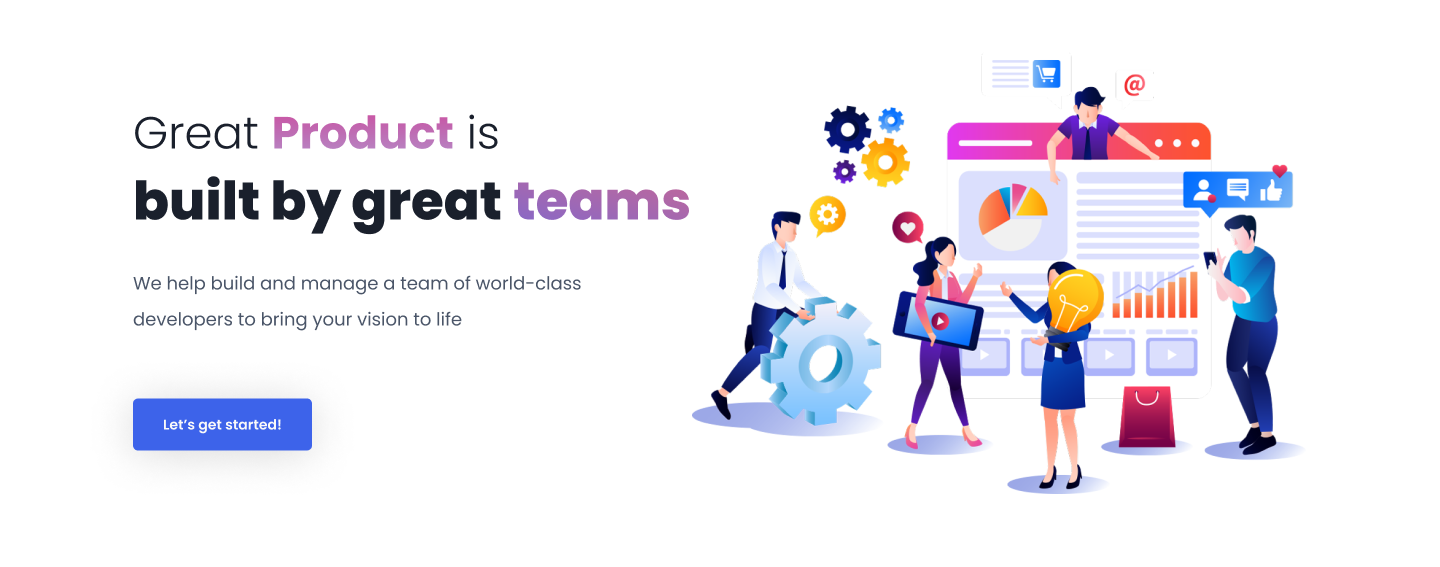 Great Product is
built by great teams
We help build and manage a team of world-class
developers to bring your vision to life
Let’s get started!
@